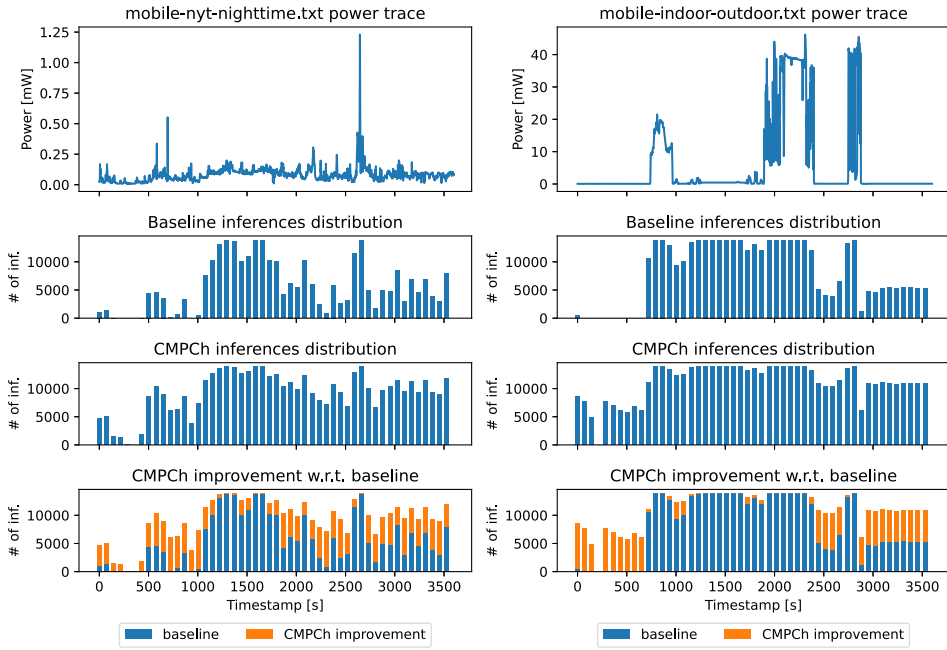 mobile-nyt-nighttime.txt power trace
mobile-indoor-outdoor.txt power trace
Power [mW]
1.25
1.00
0.75
0.50
0.25
0.00
Power [mW]
40
30
20
10
0
Baseline inferences distribution
Baseline inferences distribution
# of inf.
10000
5000
0
# of inf.
10000
5000
0
CMPCh inferences distribution
CMPCh inferences distribution
# of inf.
10000
5000
0
# of inf.
10000
5000
0
CMPCh improvement w.r.t. baseline
CMPCh improvement w.r.t. baseline
# of inf.
10000
5000
0
# of inf.
10000
5000
0
0 500 1000 1500 2000 2500 3000 3500
0 500 1000 1500 2000 2500 3000 3500
Timestamp [s]
Timestamp [s]
baseline CMPCh improvement
baseline CMPCh improvement